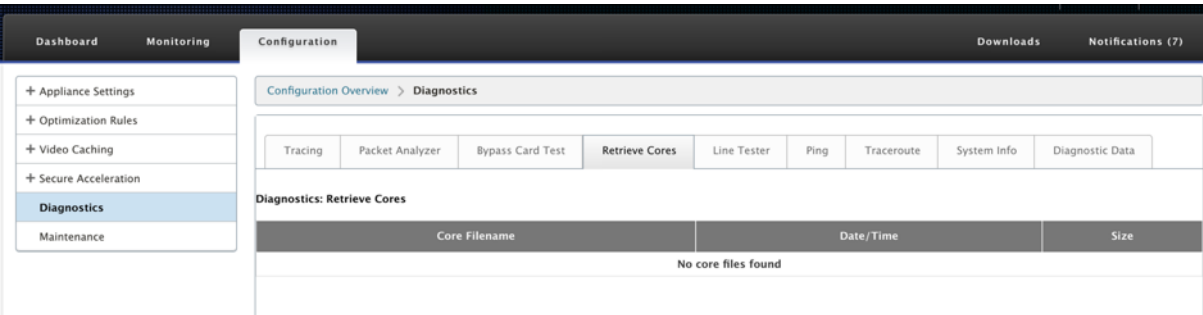 Dashboard Monitoring Configuration Downloads Notifications (7)
+ Appliance Settings
+ Optimization Rules
+ Video Caching
+ Secure Acceleration
Diagnostics
Maintenance
Configuration Overview > Diagnostics
Tracing Packet Analyzer Bypass Card Test Retrieve Cores Line Tester Ping Traceroute System Info Diagnostic Data
Diagnostics: Retrieve Cores
Core Filename Date/Time Size
No core files found